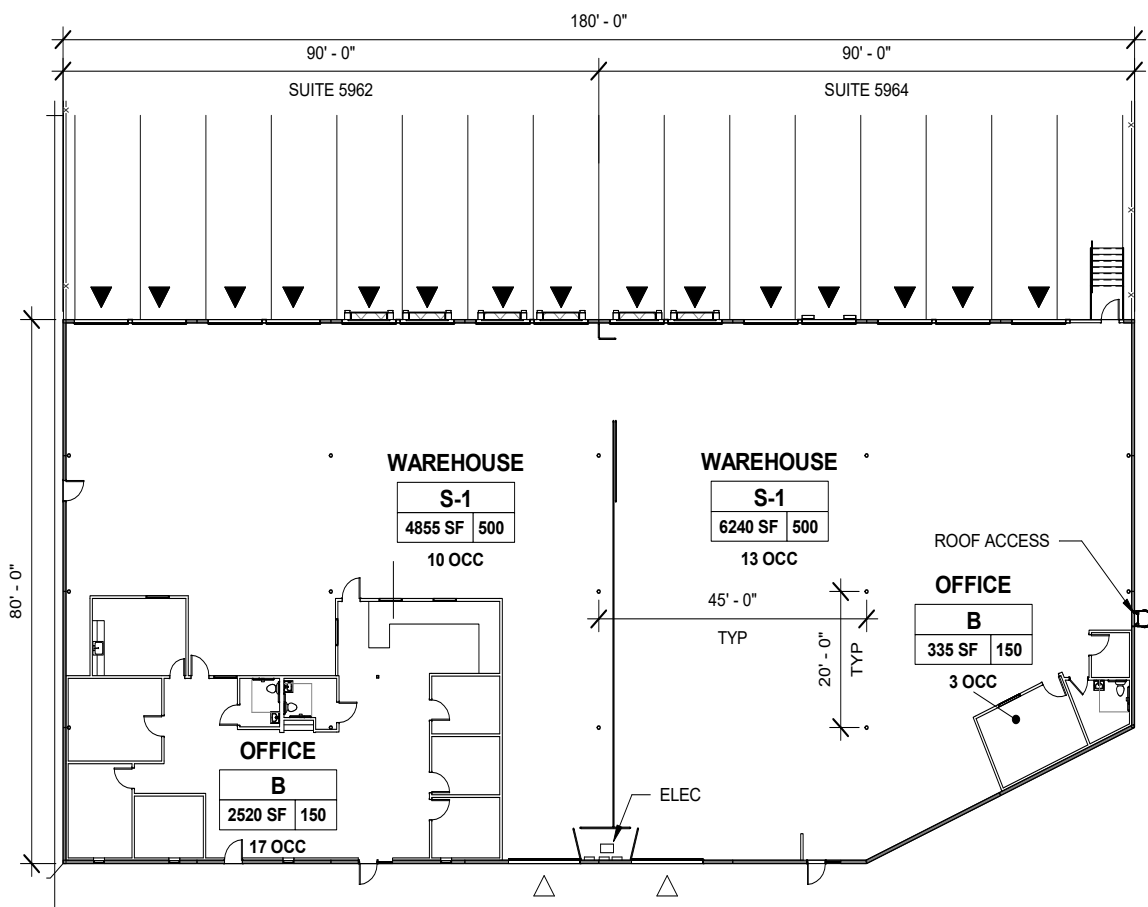 180' - 0"
90' - 0"
90' - 0"
SUITE 5962
SUITE 5964
80' - 0"
WAREHOUSE
S-1
4855 SF 500
10 OCC
WAREHOUSE
S-1
6240 SF 500
13 OCC
ROOF ACCESS
OFFICE
B
335 SF 150
3 OCC
45' - 0"
TYP
20' - 0"
TYP
OFFICE
B
2520 SF 150
17 OCC
ELEC